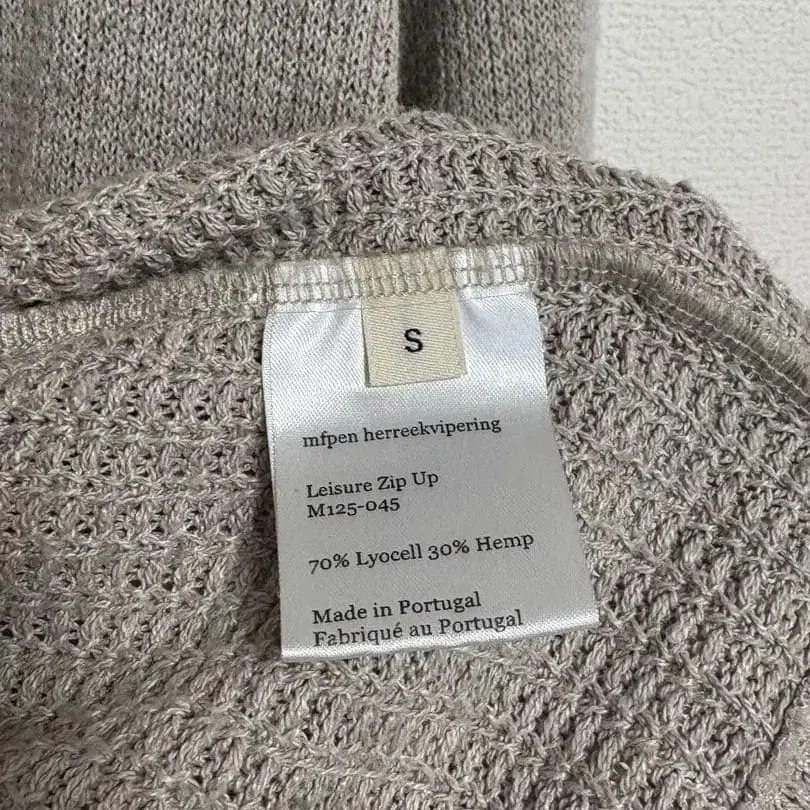 S
mfpen herreekvipering
Leisure Zip Up
M125-045
70% Lyocell 30% Hemp
Made in Portugal
Fabriqué au Portugal